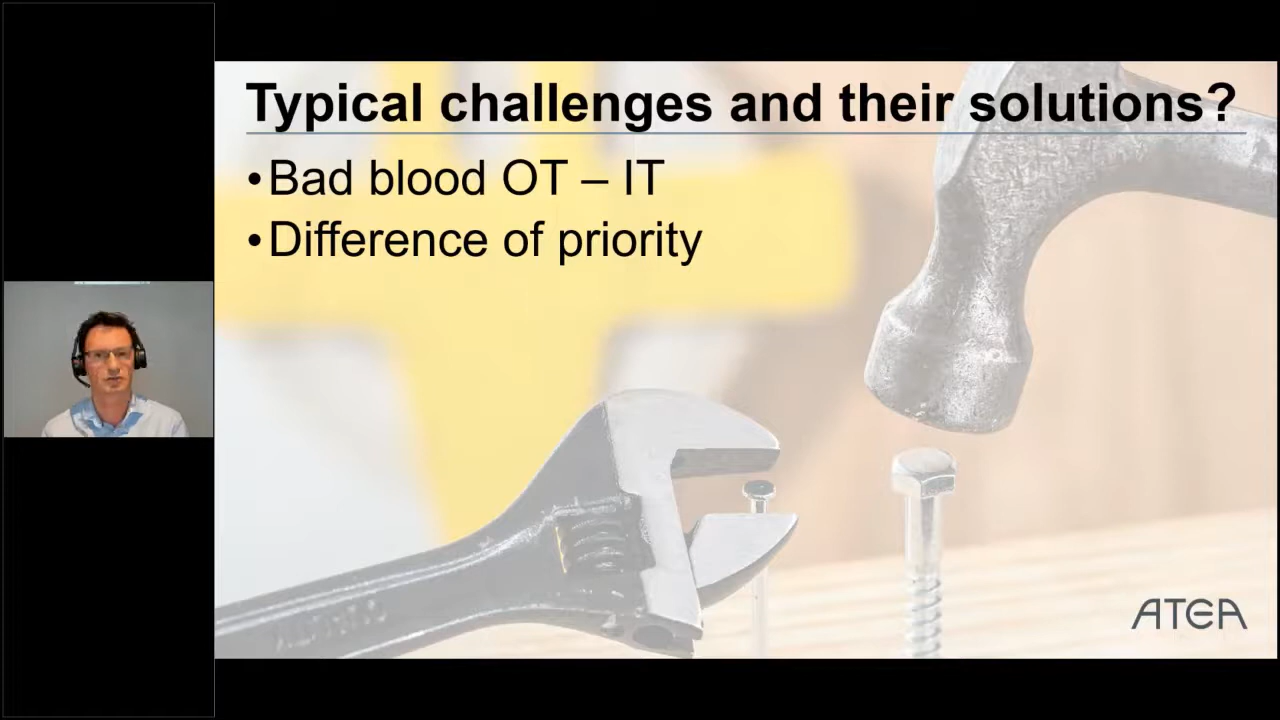 Typical challenges and their solutions?
•Bad blood OT – IT
•Difference of priority
ATEA